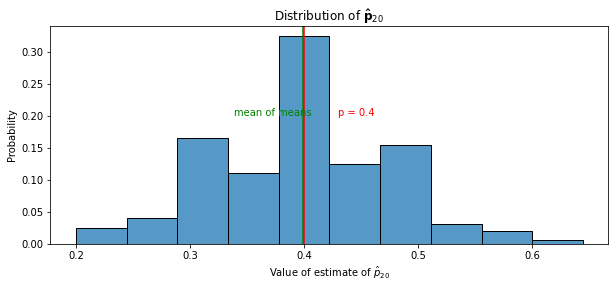 Distribution of p̂₂₀
Probability
0.30
0.25
0.20
0.15
0.10
0.05
0.00
mean of means
p = 0.4
0.2 0.3 0.4 0.5 0.6
Value of estimate of p̂₂₀